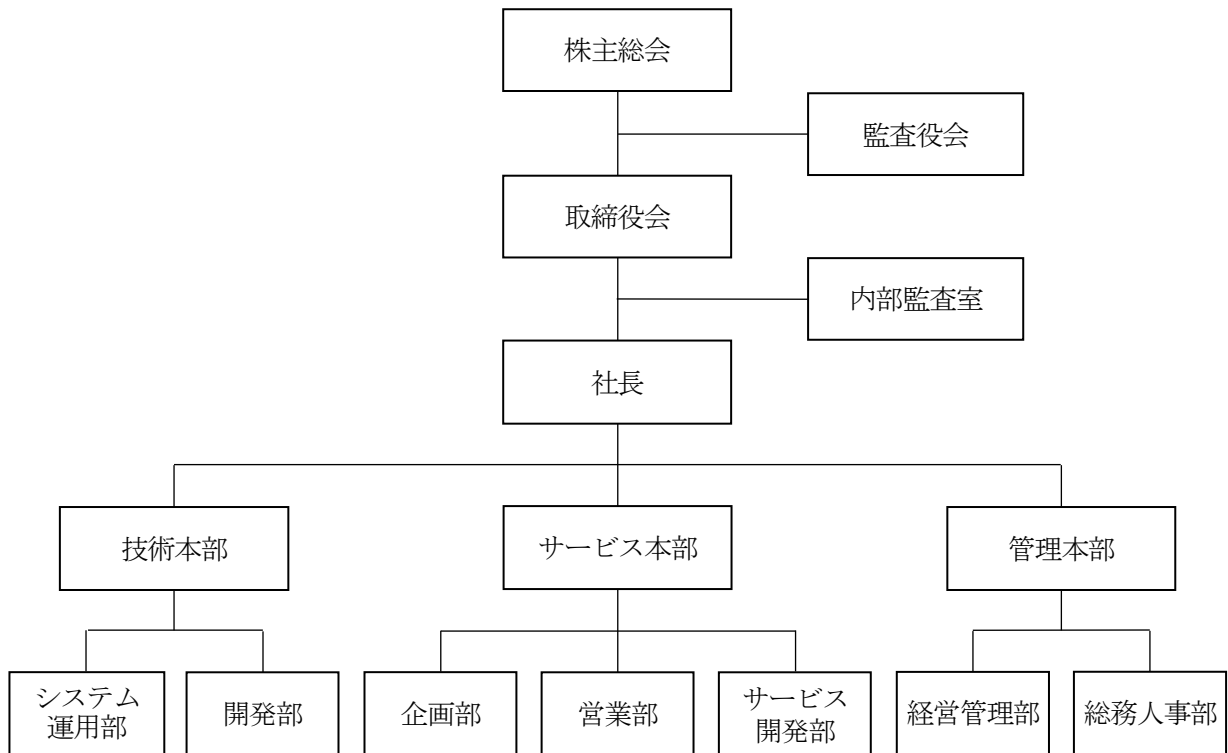 株主総会
監査役会
取締役会
内部監査室
社長
技術本部
サービス本部
管理本部
システム
運用部
開発部
企画部
営業部
サービス
開発部
経営管理部
総務人事部